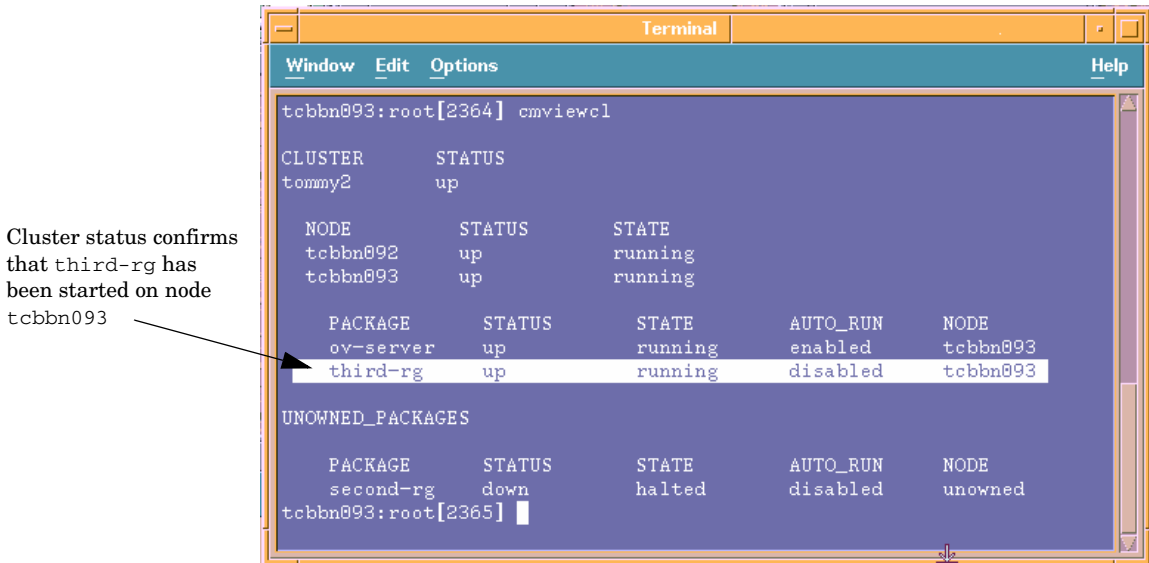 Terminal
Window Edit Options Help
tcbbn093:root[2364] cmviewcl
CLUSTER STATUS
tommy2 up
NODE STATUS STATE
tcbbn092 up running
tcbbn093 up running
PACKAGE STATUS STATE AUTO_RUN NODE
ov-server up running enabled tcbbn093
third-rg up running disabled tcbbn093
UNOWNED_PACKAGES
PACKAGE STATUS STATE AUTO_RUN NODE
second-rg down halted disabled unowned
tcbbn093:root[2365]
Cluster status confirms
that third-rg has
been started on node
tcbbn093